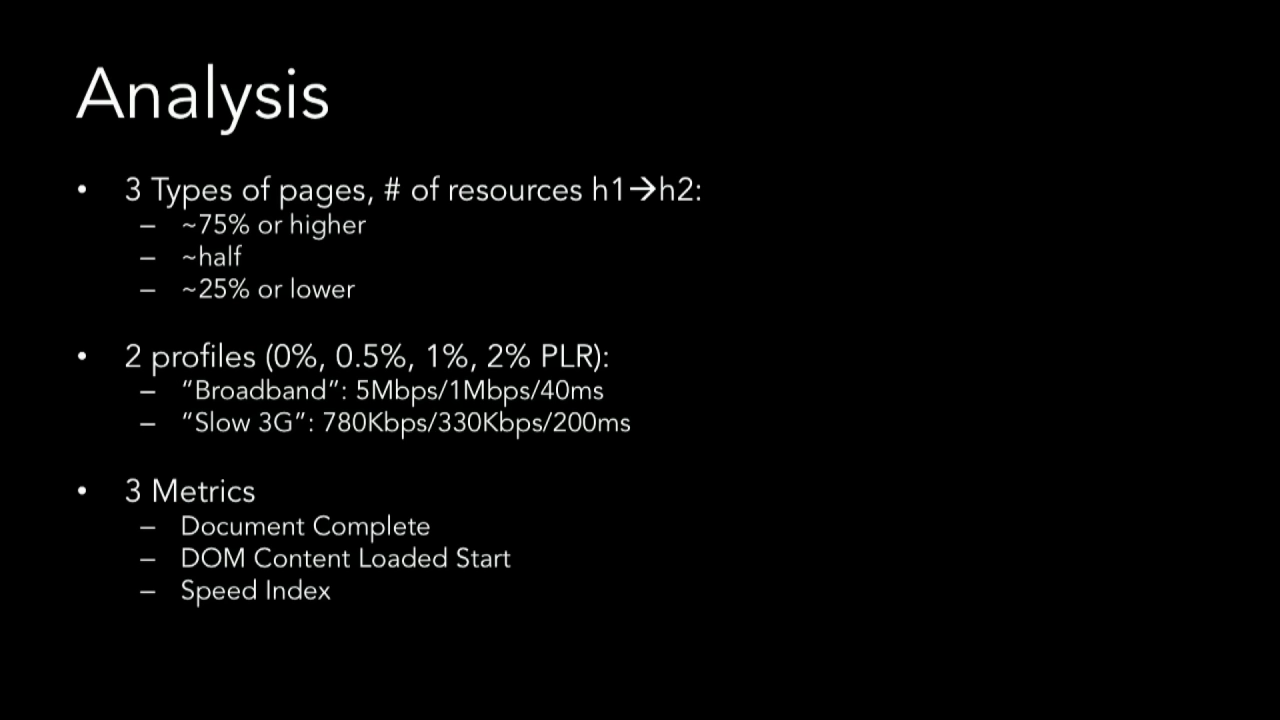 Analysis
• 3 Types of pages, # of resources h1→h2:
– ~75% or higher
– ~half
– ~25% or lower
• 2 profiles (0%, 0.5%, 1%, 2% PLR):
– “Broadband”: 5Mbps/1Mbps/40ms
– “Slow 3G”: 780Kbps/330Kbps/200ms
• 3 Metrics
– Document Complete
– DOM Content Loaded Start
– Speed Index